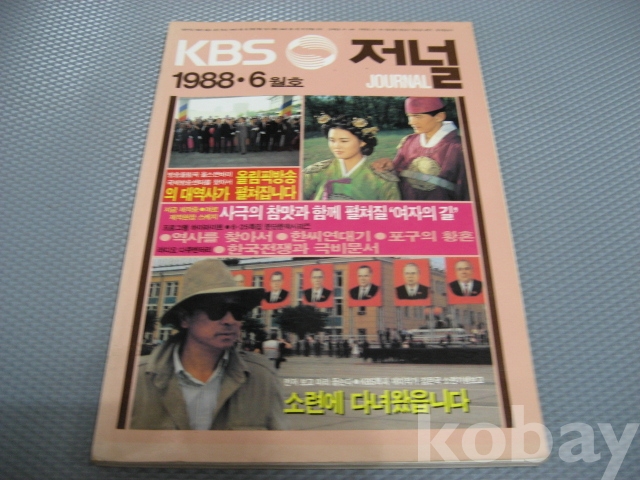 KBS 저널
JOURNAL
1988·6월호
올림픽방송
의 대역사가 펼쳐집니다
사극의 참맛과 함께 펼쳐질 '여자의 길'
●역사를 찾아서 ●한씨연대기 ●포구의 황혼
●한국전쟁과 극비문서
소련에 다녀왔읍니다
kobay